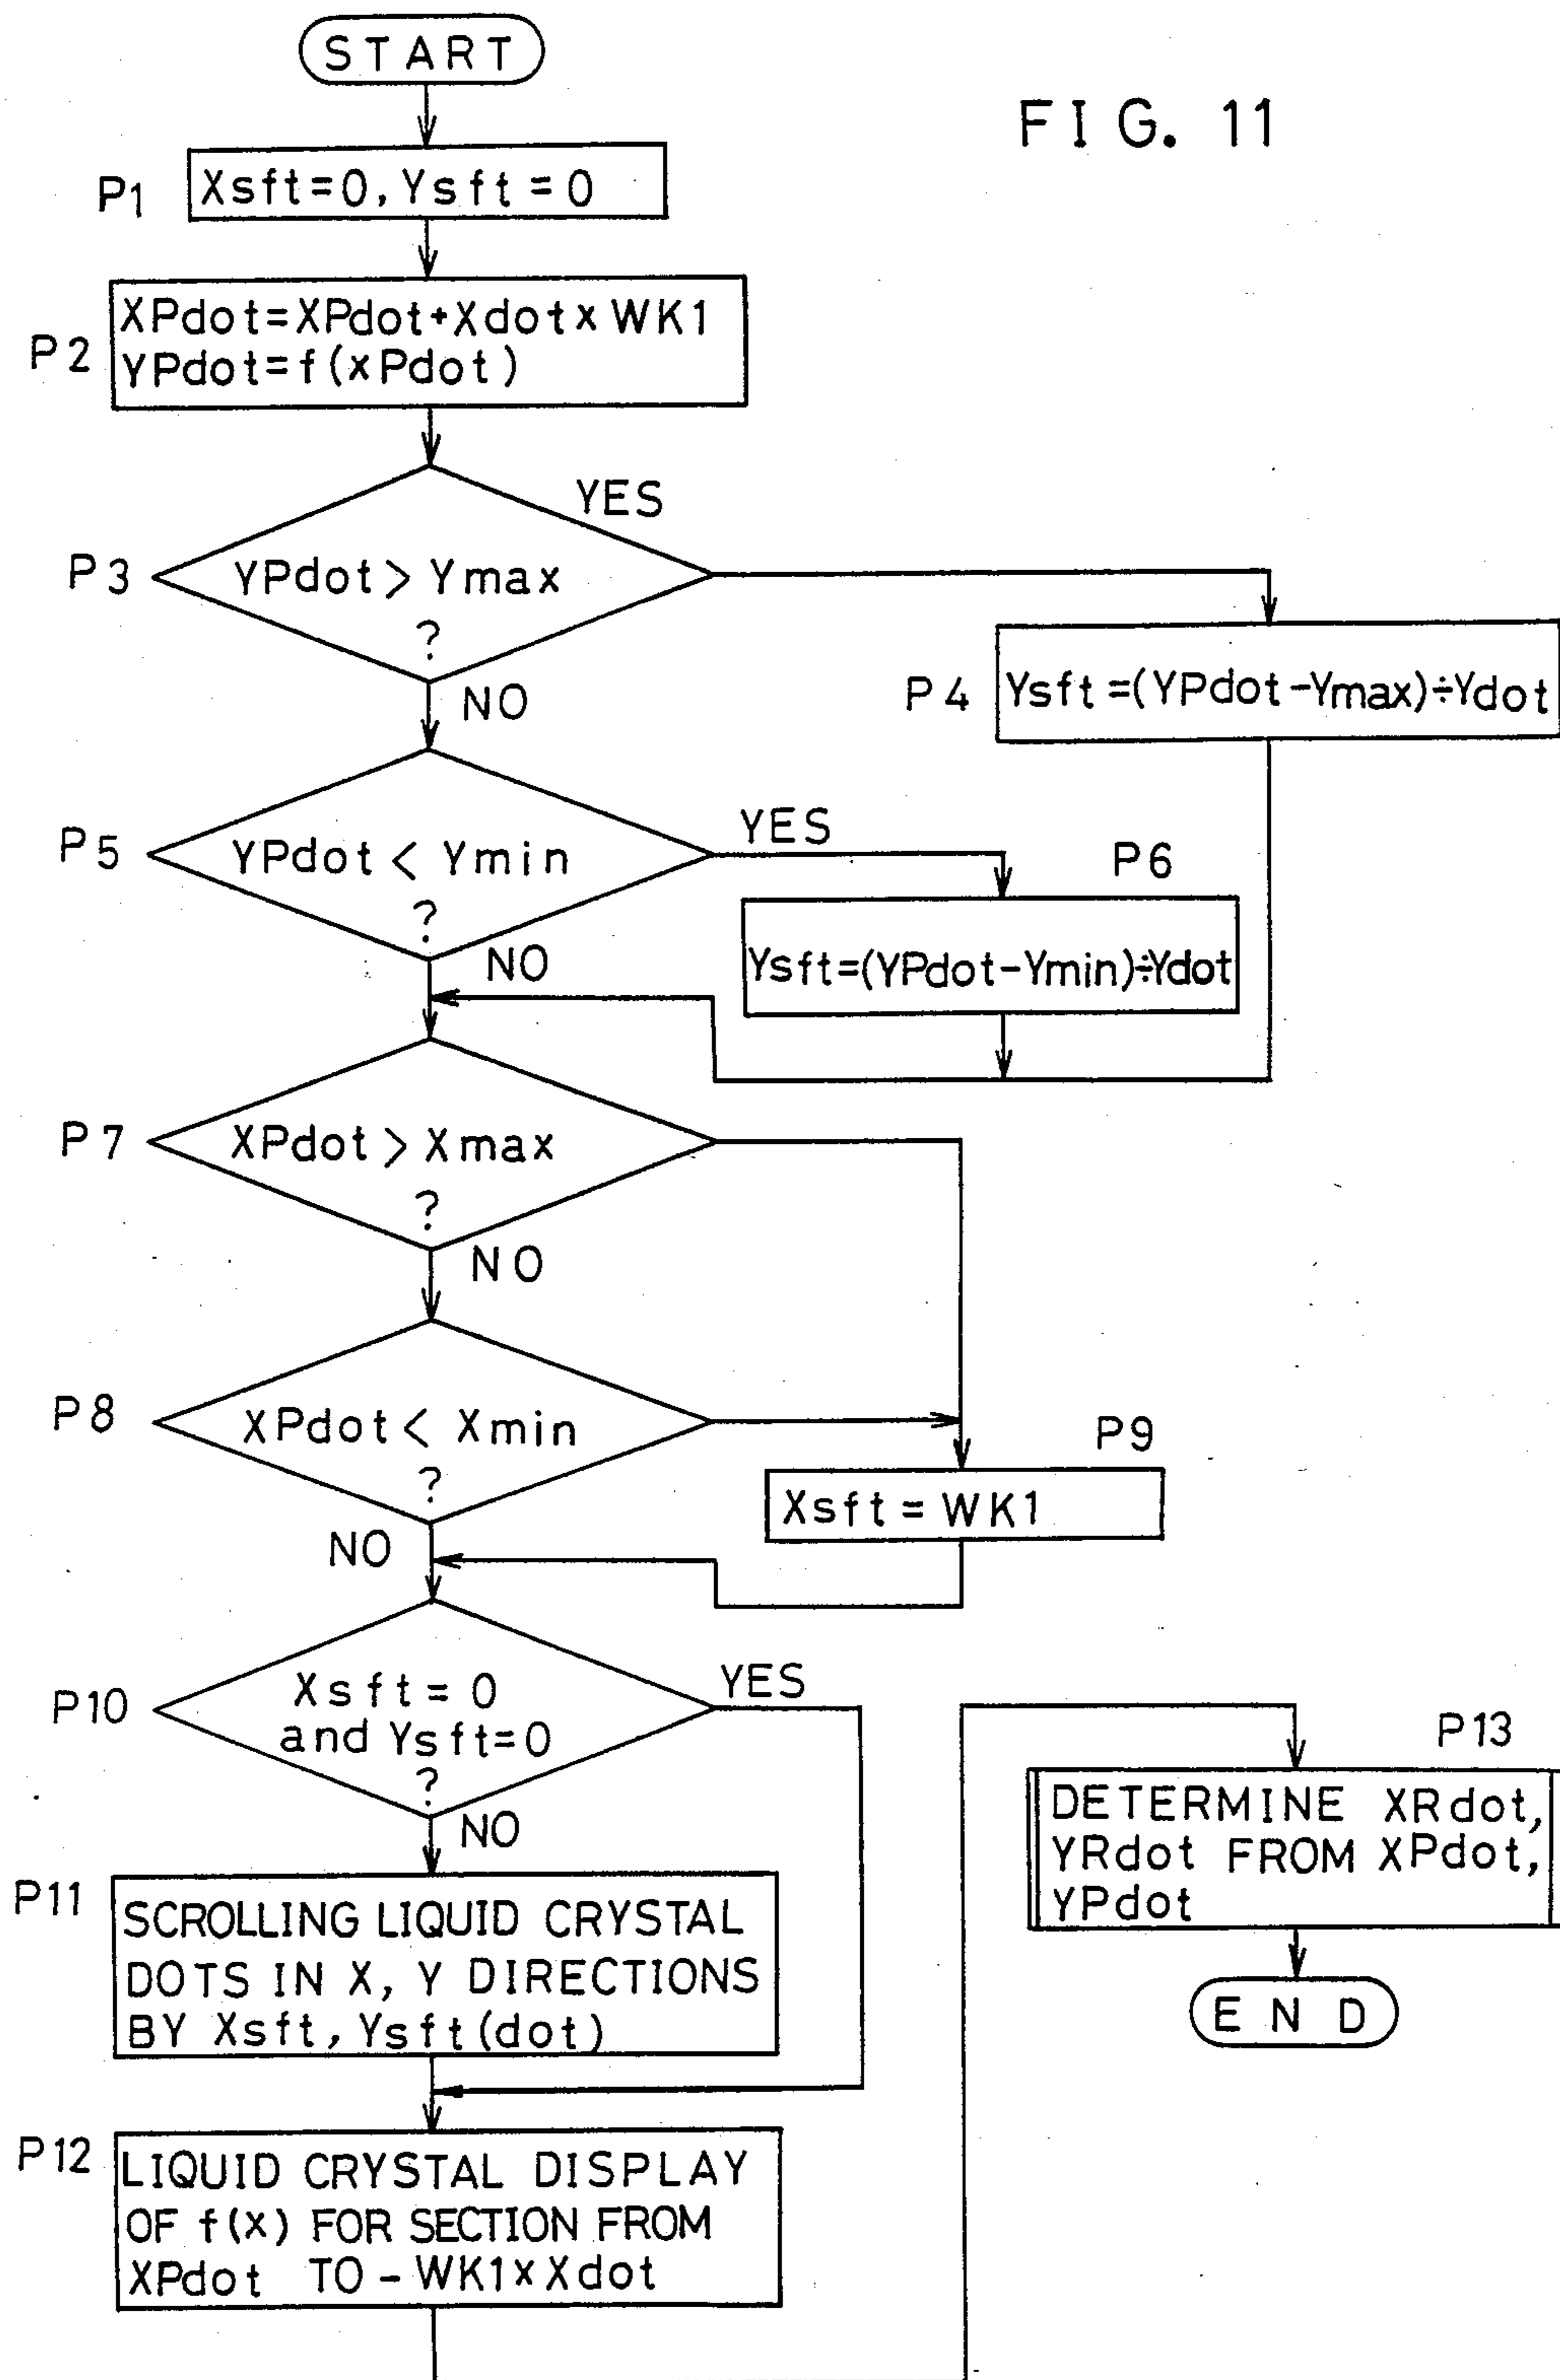 START
FIG. 11
P1
Xsft=0, Ysft=0
P2
XPdot=XPdot+Xdot×WK1
YPdot=f(xPdot)
YES
P3
YPdot > Ymax
?
NO
P4
Ysft=(YPdot-Ymax)÷Ydot
P5
YPdot < Ymin
?
YES
NO
P6
Ysft=(YPdot-Ymin)÷Ydot
P7
XPdot > Xmax
?
NO
P8
XPdot < Xmin
?
NO
P9
Xsft = WK1
P10
Xsft = 0
and Ysft=0
?
YES
NO
P11
SCROLLING LIQUID CRYSTAL
DOTS IN X, Y DIRECTIONS
BY Xsft, Ysft(dot)
P12
LIQUID CRYSTAL DISPLAY
OF f(x) FOR SECTION FROM
XPdot TO -WK1×Xdot
P13
DETERMINE XRdot,
YRdot FROM XPdot,
YPdot
END